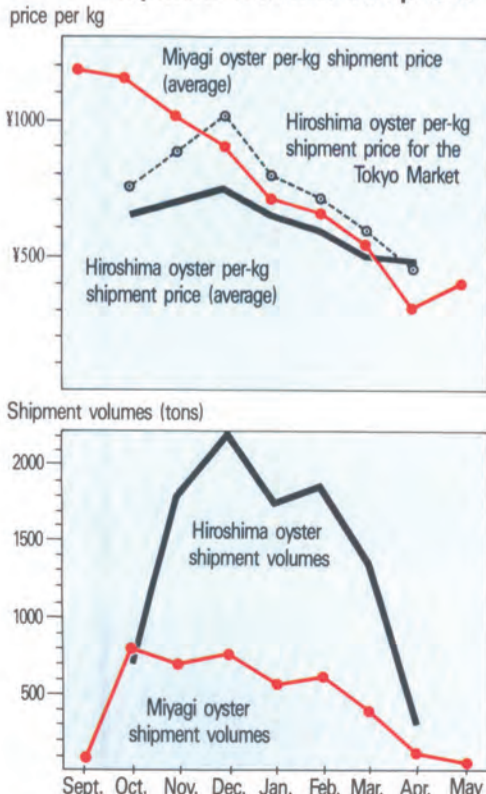 price per kg
Miyagi oyster per-kg shipment price
(average)
¥1000
Hiroshima oyster per-kg
shipment price for the
Tokyo Market
¥500
Hiroshima oyster per-kg
shipment price (average)
Shipment volumes (tons)
2000
1500
Hiroshima oyster
shipment volumes
1000
500
Miyagi oyster
shipment volumes
Sept. Oct. Nov. Dec. Jan. Feb. Mar. Apr. May